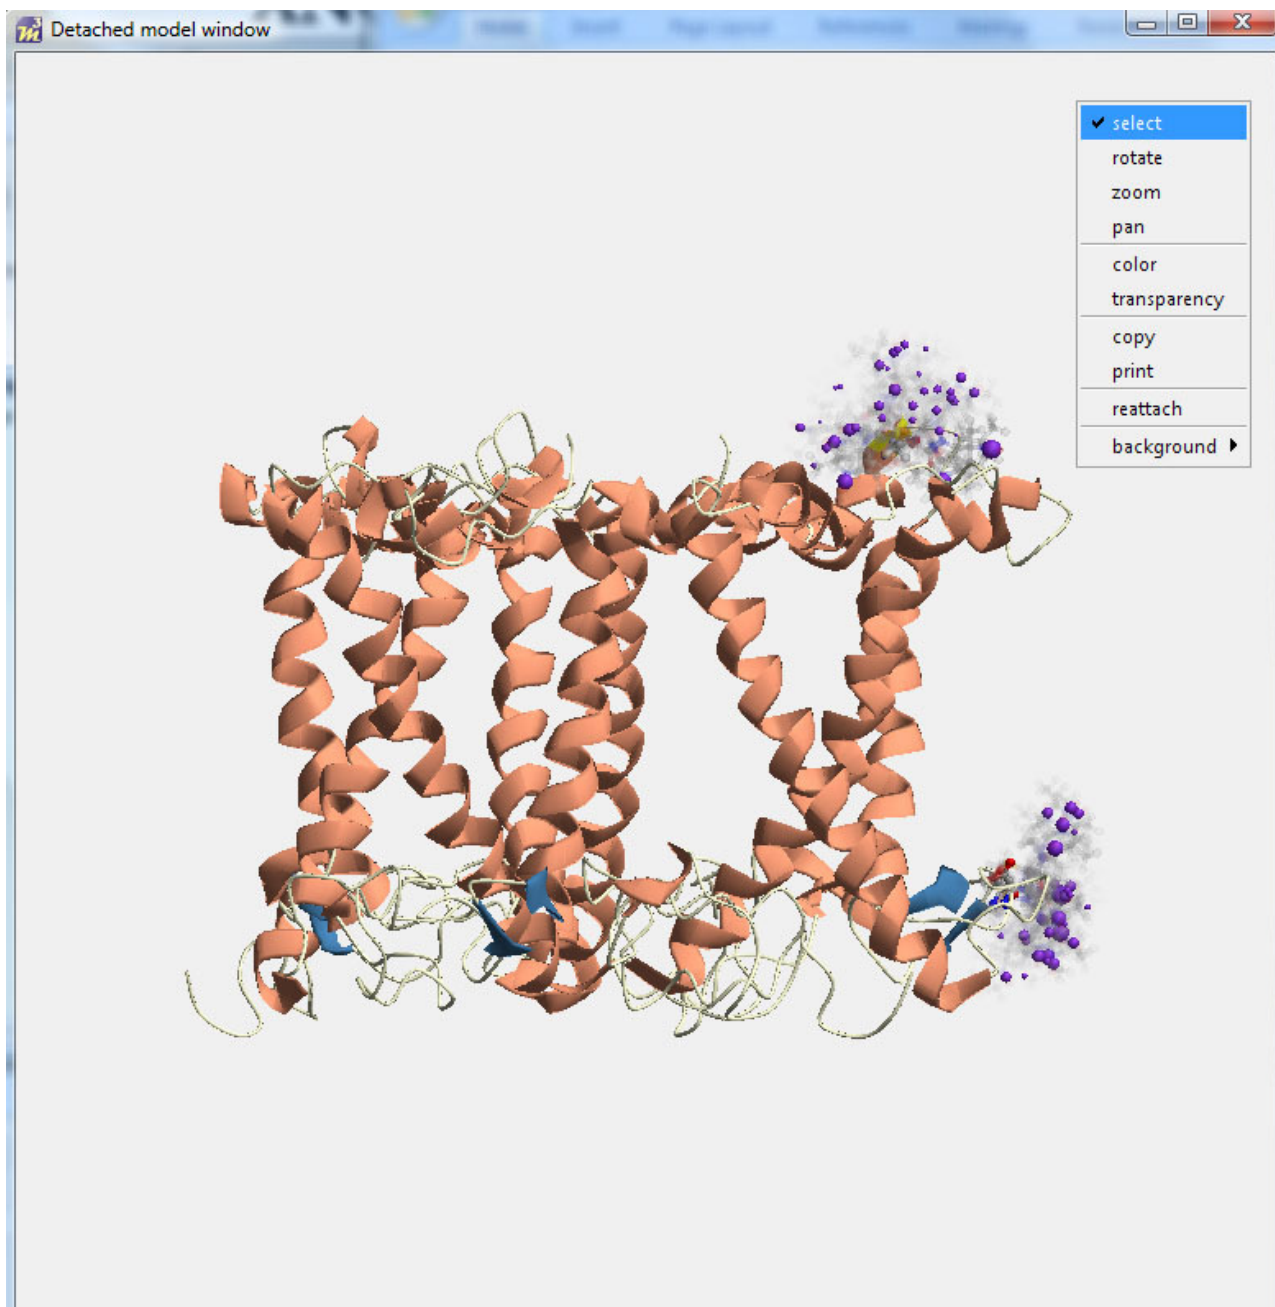 Detached model window
select
rotate
zoom
pan
color
transparency
copy
print
reattach
background